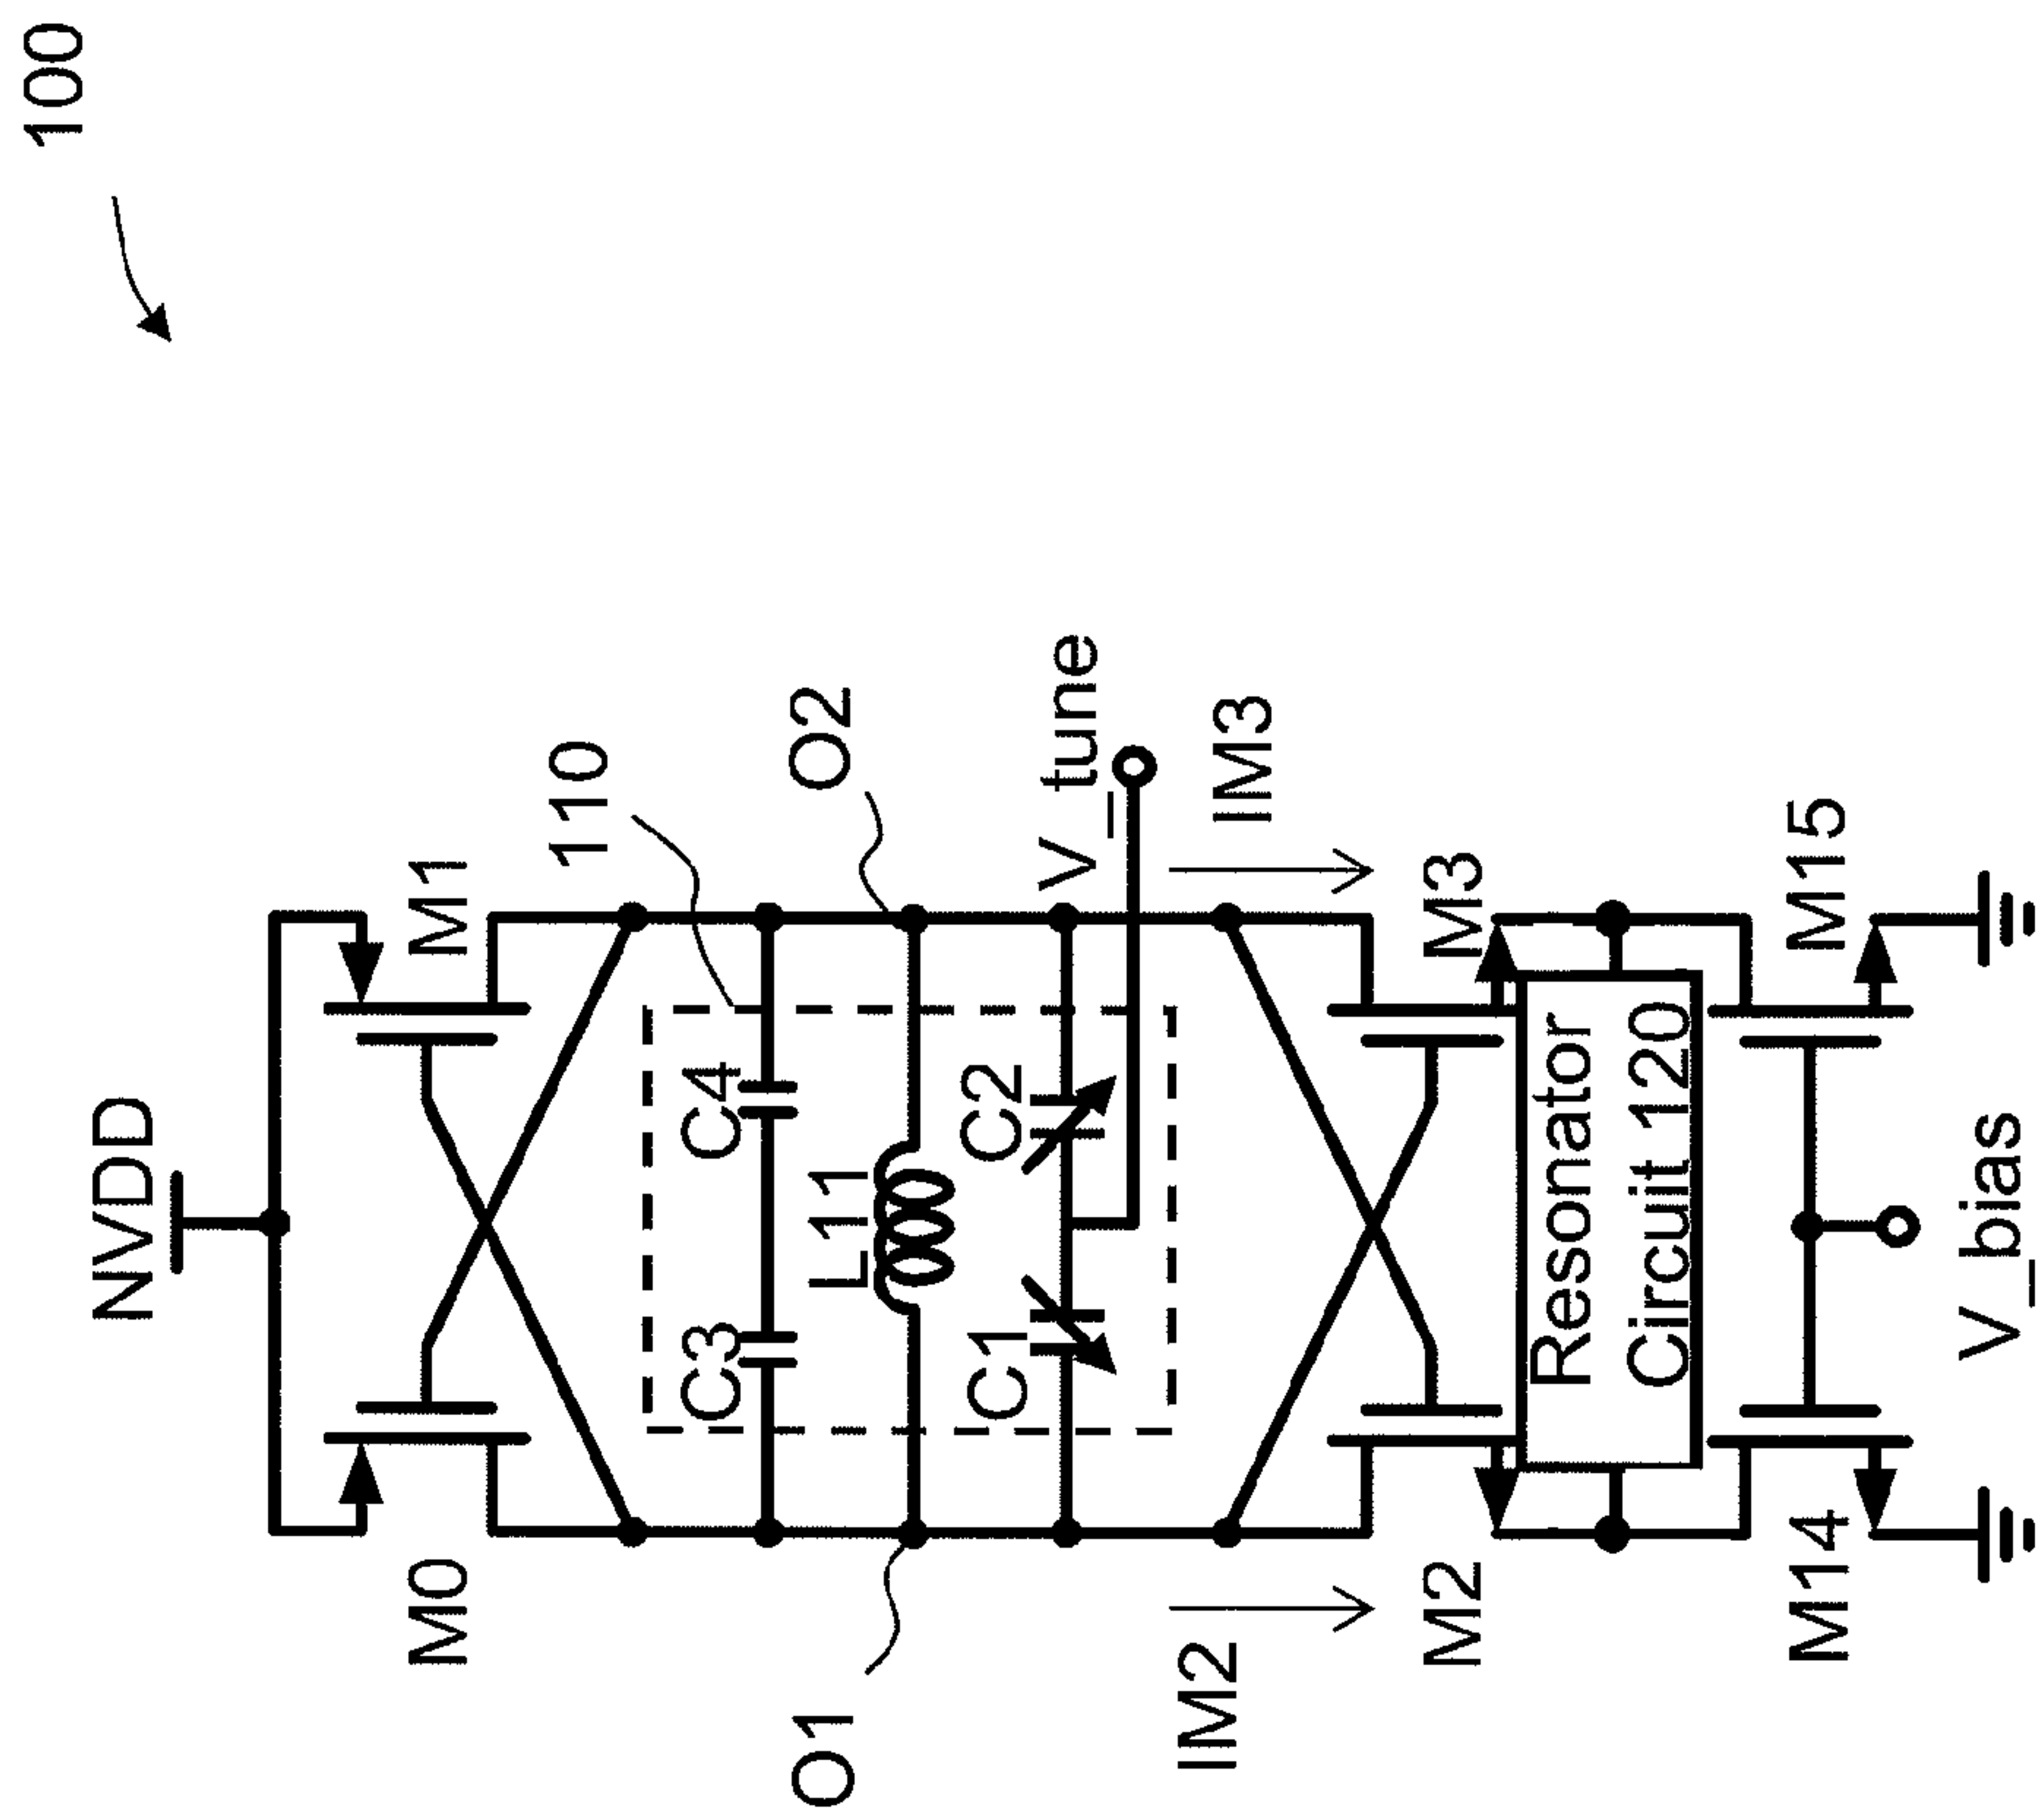 100
NVDD
M0
M1
110
C3
C4
O1
L11
O2
C1
C2
V_tune
IM2
IM3
M2
M3
Resonator
Circuit 120
M14
M15
V_bias